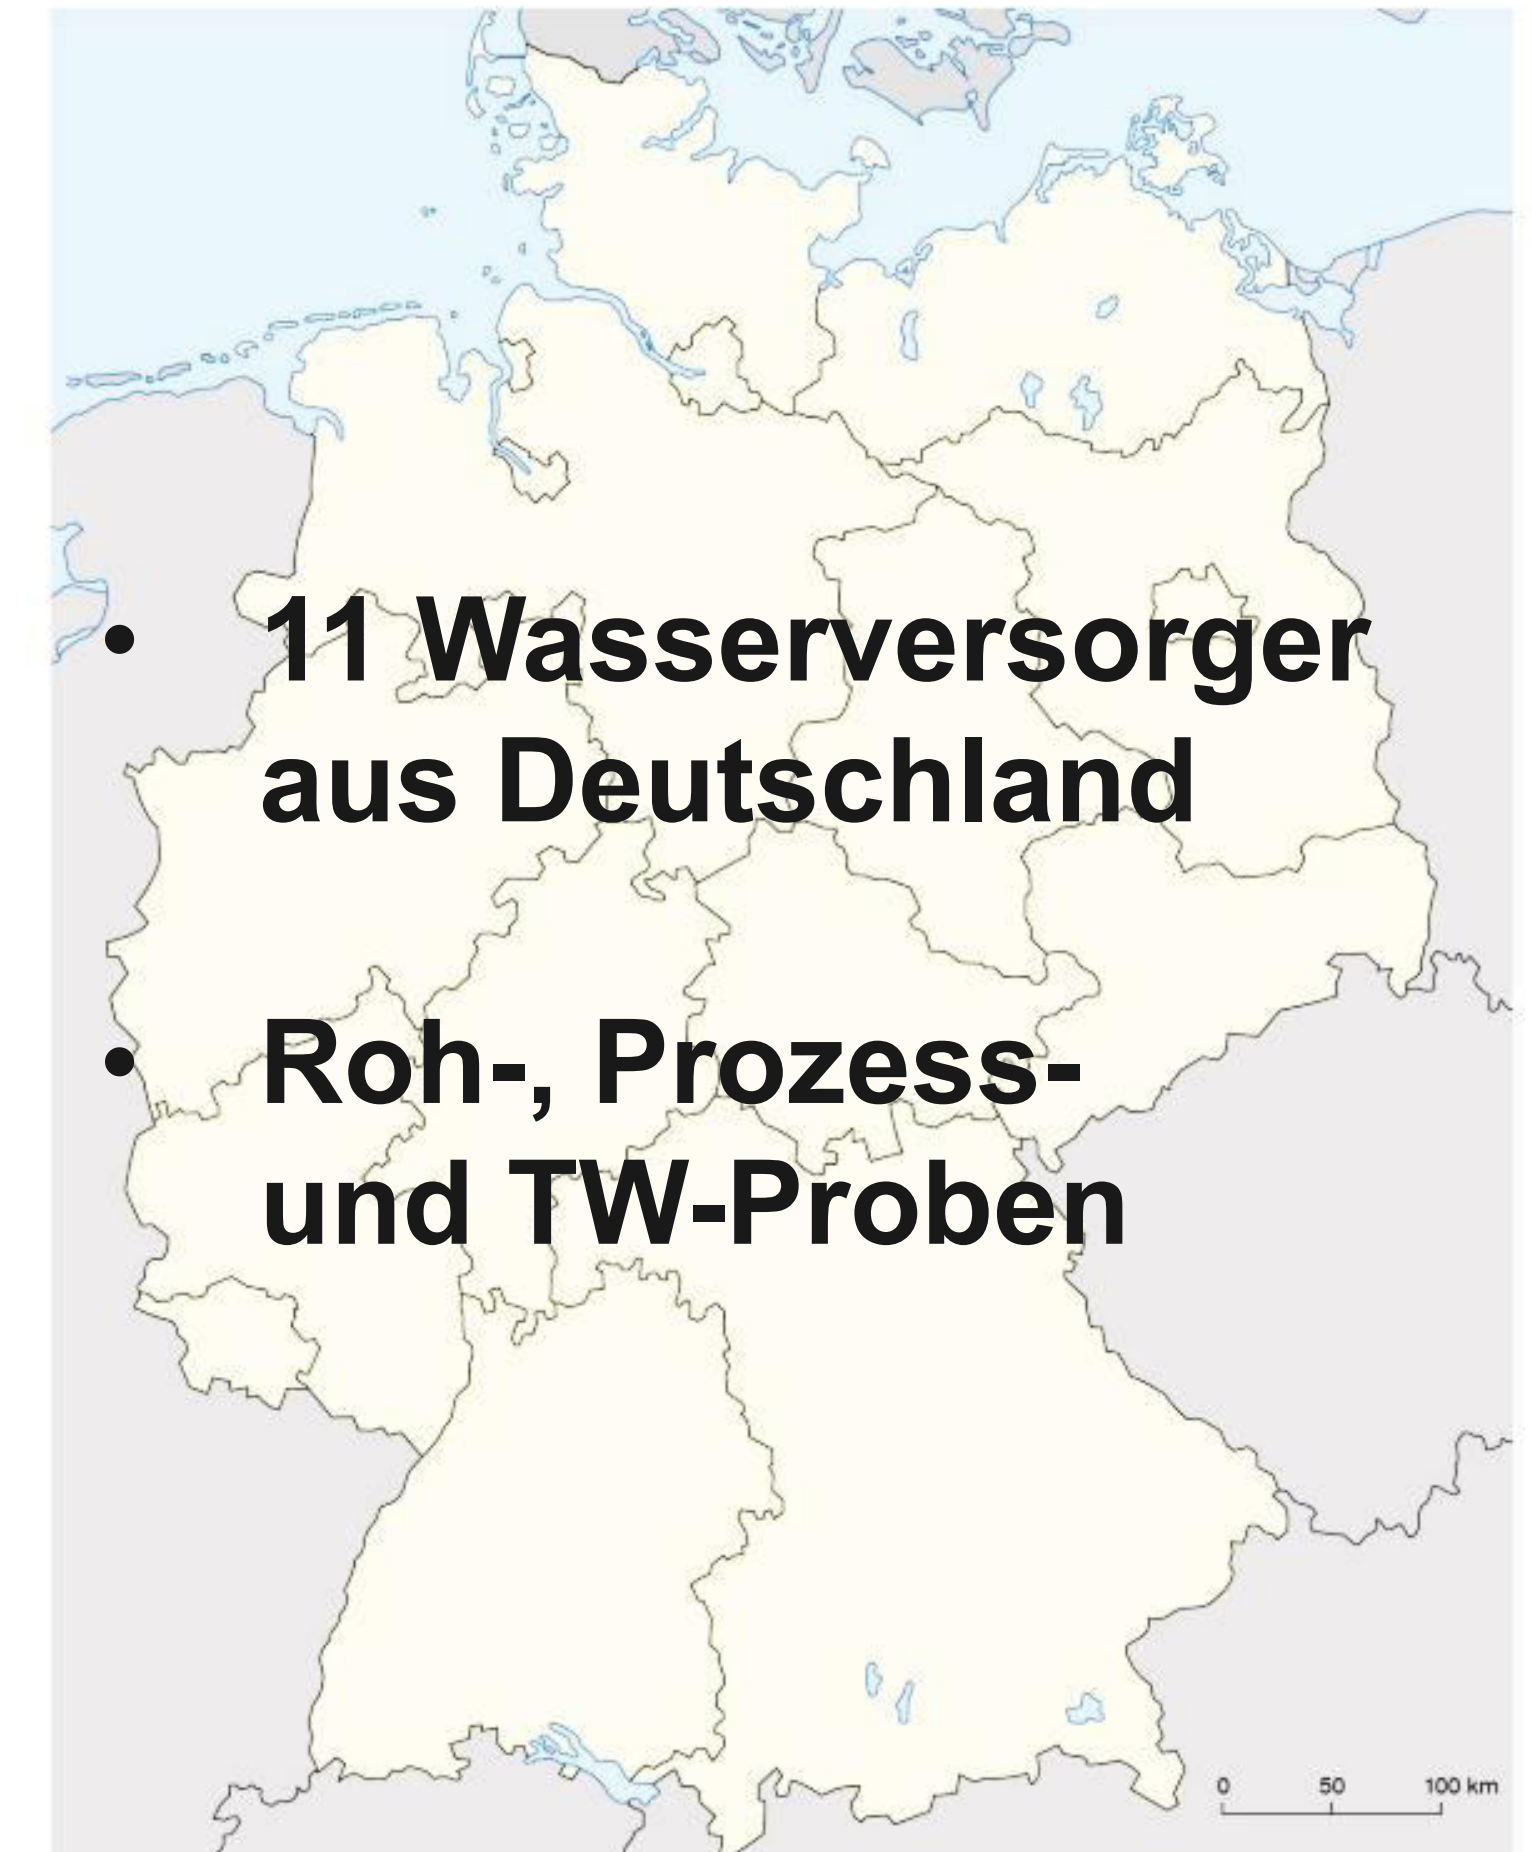 • 11 Wasserversorger
aus Deutschland
• Roh-, Prozess-
und TW-Proben
0 50 100 km